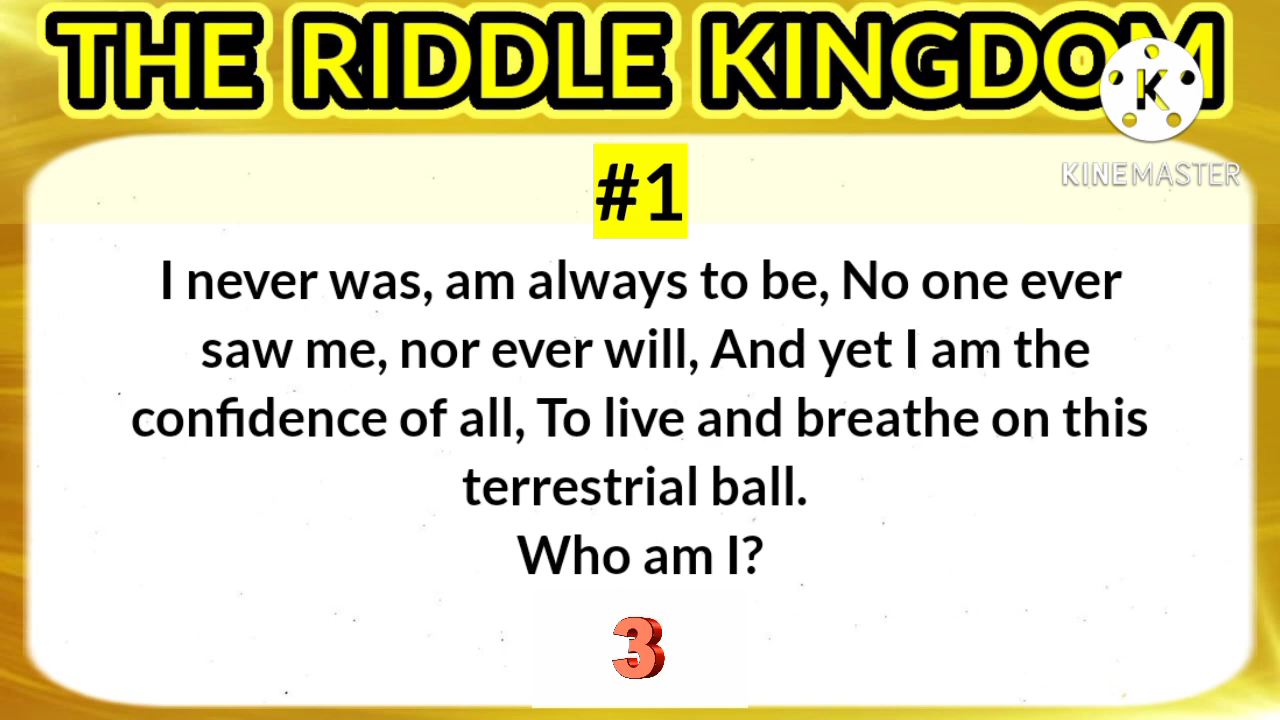 THE RIDDLE KINGDOM
K
KINEMASTER
#1
I never was, am always to be, No one ever
saw me, nor ever will, And yet I am the
confidence of all, To live and breathe on this
terrestrial ball.
Who am I?
3